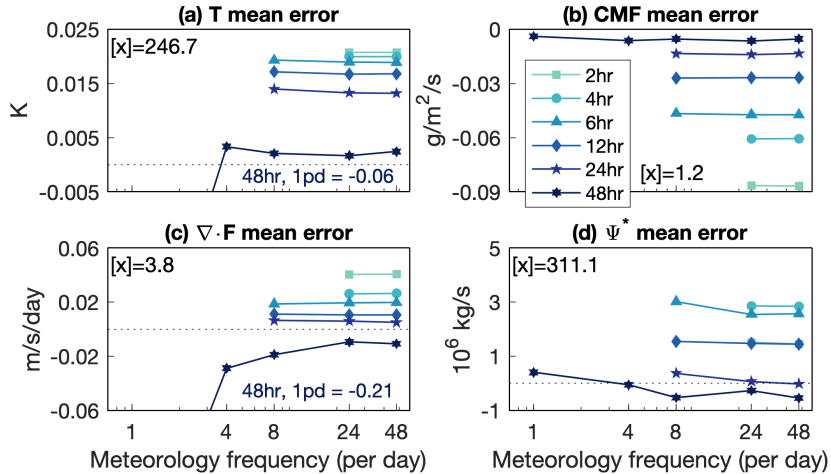 (a) T mean error
[x]=246.7
0.025
0.015
0.005
-0.005
K
48hr, 1pd = -0.06
(b) CMF mean error
0
-0.03
-0.06
-0.09
g/m²/s
2hr
4hr
6hr
12hr
24hr
48hr
[x]=1.2
(c) ∇·F mean error
[x]=3.8
0.06
0.02
-0.02
-0.06
m/s/day
48hr, 1pd = -0.21
1 4 8 24 48
Meteorology frequency (per day)
(d) Ψ* mean error
[x]=311.1
5
3
1
-1
10⁶ kg/s
1 4 8 24 48
Meteorology frequency (per day)